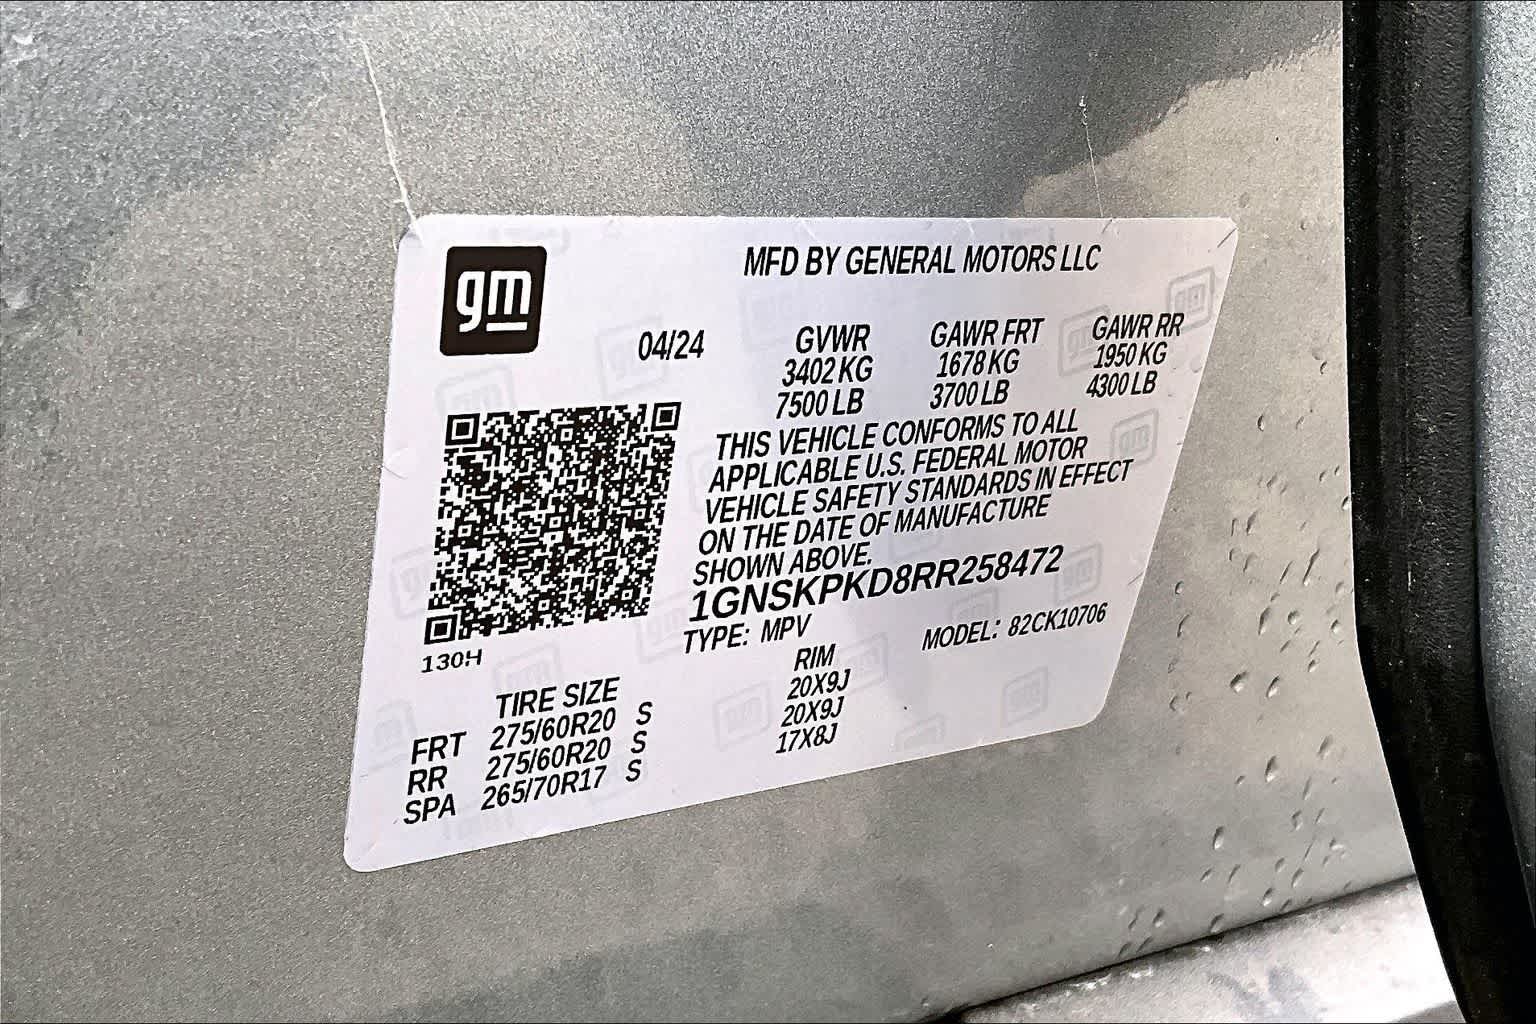 gm
MFD BY GENERAL MOTORS LLC
04/24
GVWR GAWR FRT GAWR RR
3402 KG 1678 KG 1950 KG
7500 LB 3700 LB 4300 LB
THIS VEHICLE CONFORMS TO ALL
APPLICABLE U.S. FEDERAL MOTOR
VEHICLE SAFETY STANDARDS IN EFFECT
ON THE DATE OF MANUFACTURE
SHOWN ABOVE.
1GNSKPKD8RR258472
TYPE: MPV MODEL: 82CK10706
130H
TIRE SIZE RIM
FRT 275/60R20 S 20X9J
RR 275/60R20 S 20X9J
SPA 265/70R17 S 17X8J